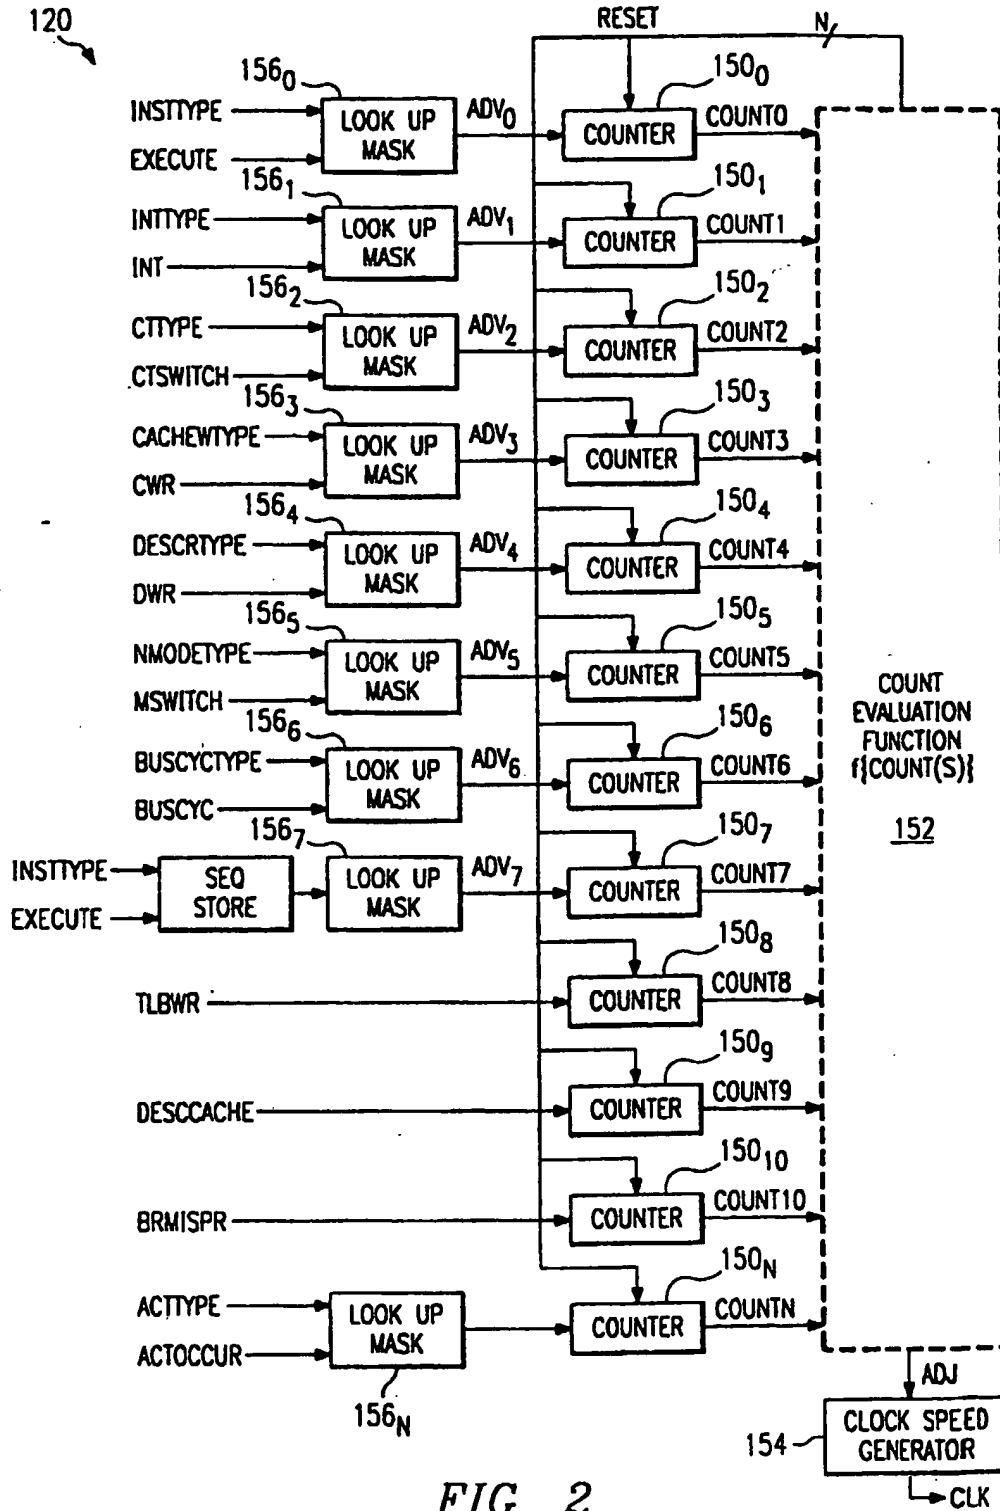 120
RESET
N
156₀
150₀
INSTTYPE
EXECUTE
LOOK UP
MASK
ADV₀
COUNTER
COUNT0
156₁
150₁
INTTYPE
INT
LOOK UP
MASK
ADV₁
COUNTER
COUNT1
156₂
150₂
CTTYPE
CTSWITCH
LOOK UP
MASK
ADV₂
COUNTER
COUNT2
156₃
150₃
CACHEWTYPE
CWR
LOOK UP
MASK
ADV₃
COUNTER
COUNT3
156₄
150₄
DESCRTYPE
DWR
LOOK UP
MASK
ADV₄
COUNTER
COUNT4
156₅
150₅
NMODETYPE
MSWITCH
LOOK UP
MASK
ADV₅
COUNTER
COUNT5
156₆
150₆
BUSCYCTYPE
BUSCYC
LOOK UP
MASK
ADV₆
COUNTER
COUNT6
156₇
150₇
INSTTYPE
EXECUTE
SEQ
STORE
LOOK UP
MASK
ADV₇
COUNTER
COUNT7
150₈
TLBWR
COUNTER
COUNT8
150₉
DESCCACHE
COUNTER
COUNT9
150₁₀
BRMISPR
COUNTER
COUNT10
150_N
ACTTYPE
ACTOCCUR
LOOK UP
MASK
COUNTER
COUNTN
156_N
COUNT
EVALUATION
FUNCTION
f{COUNT(S)}
152
ADJ
154
CLOCK SPEED
GENERATOR
CLK
FIG. 2